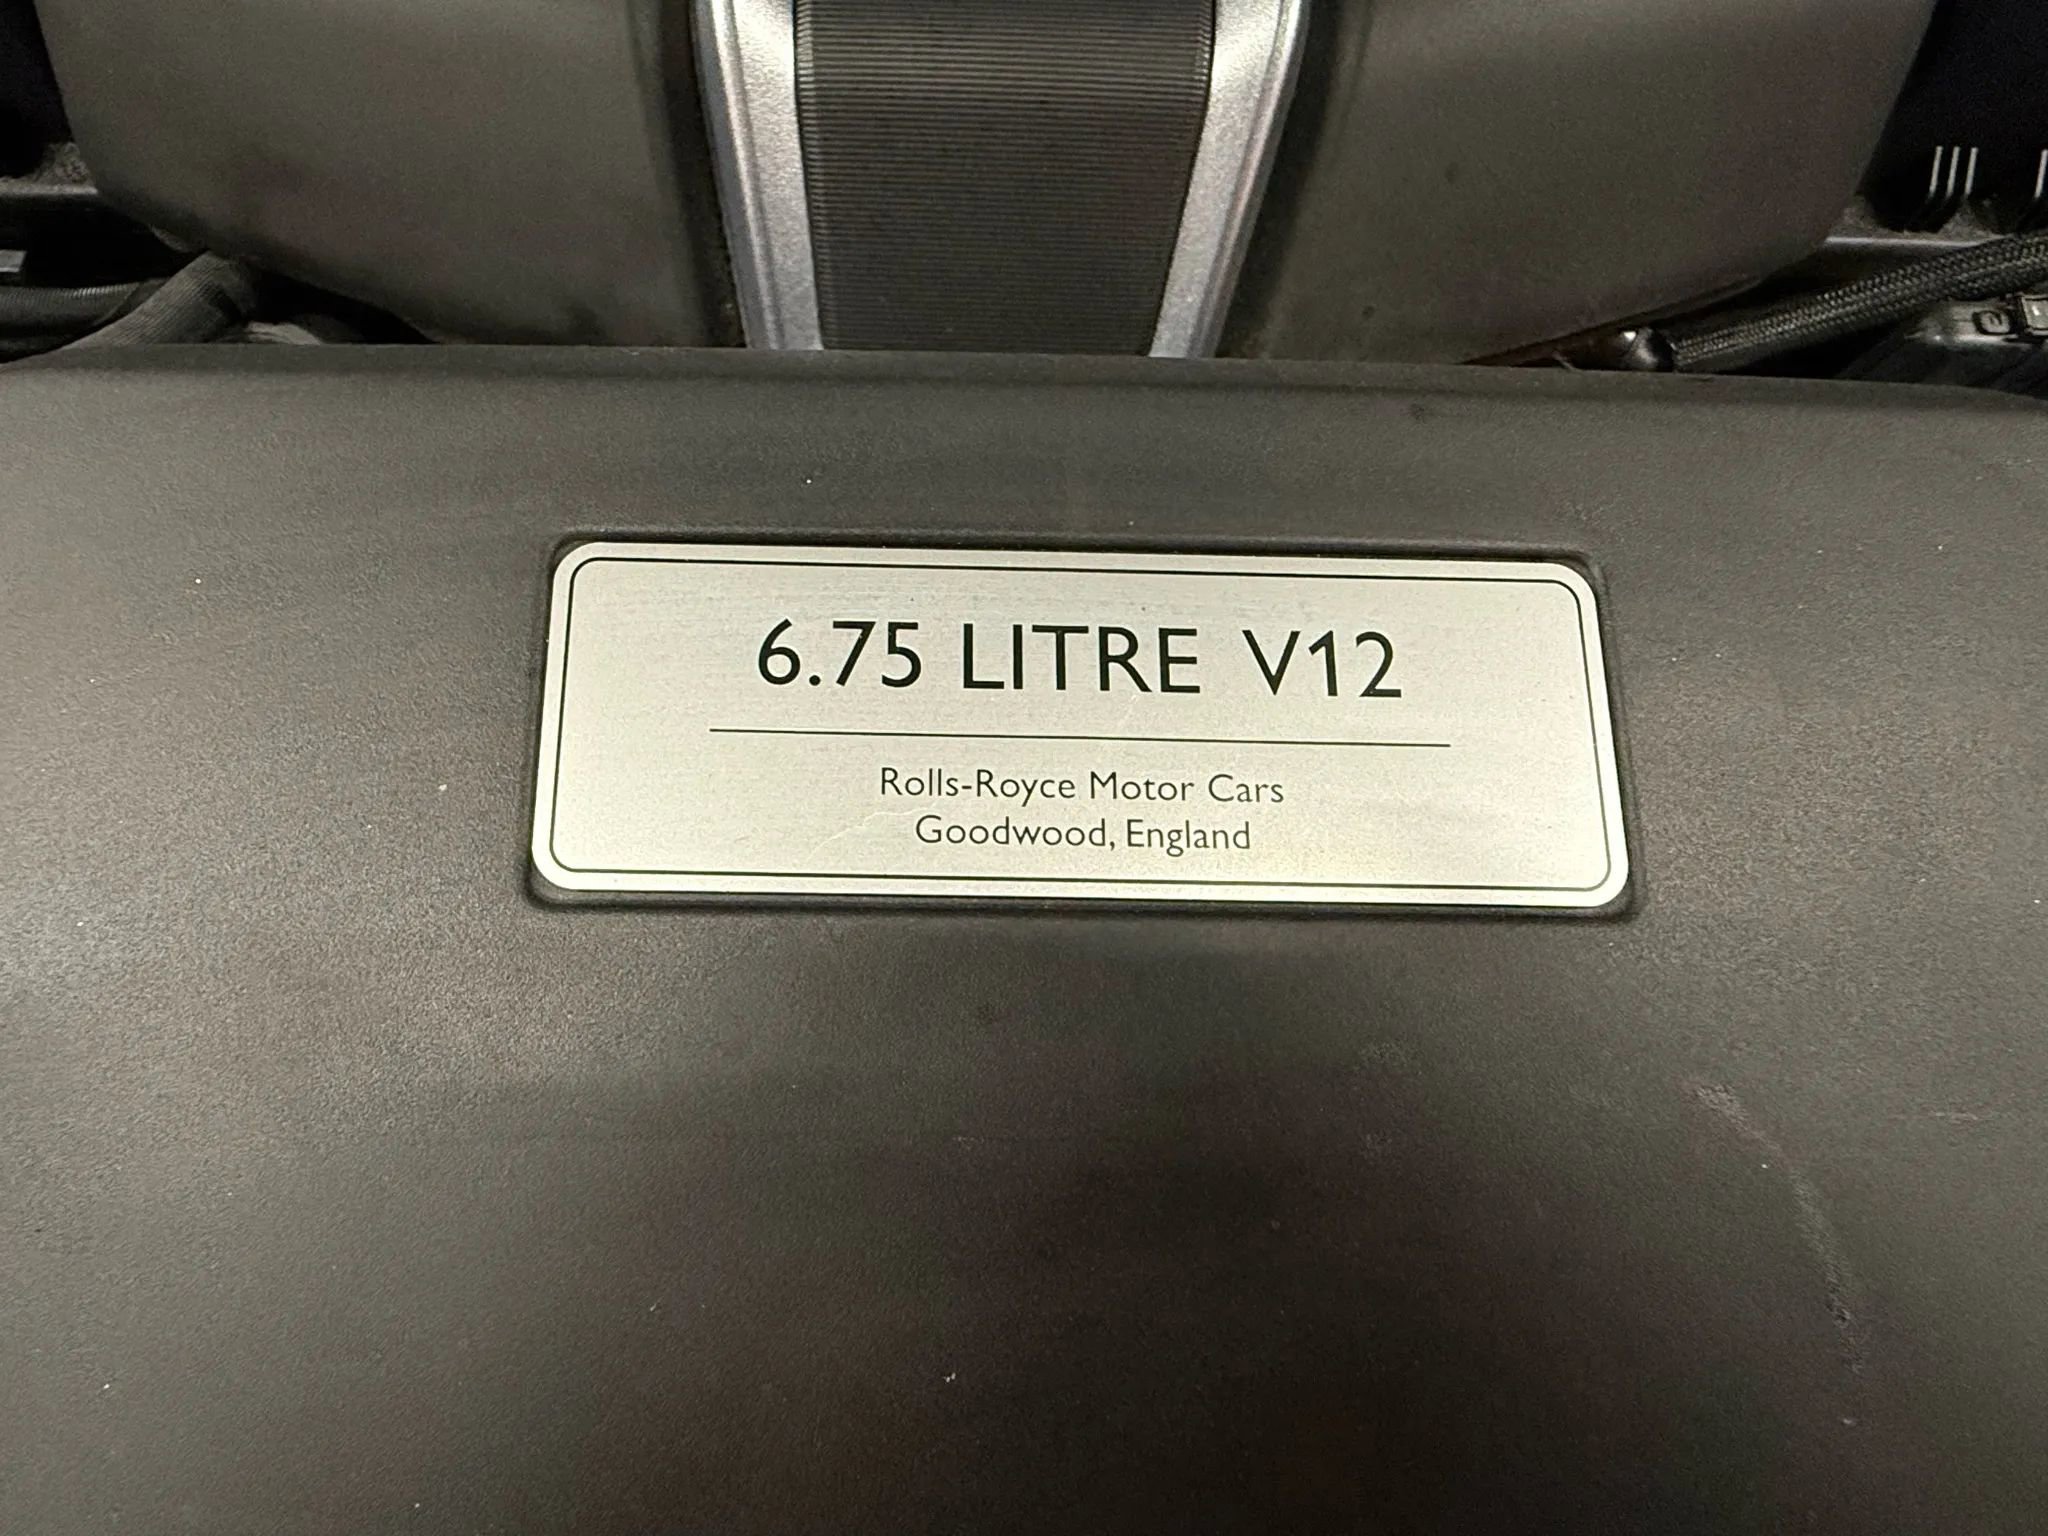 6.75 LITRE V12
Rolls-Royce Motor Cars
Goodwood, England